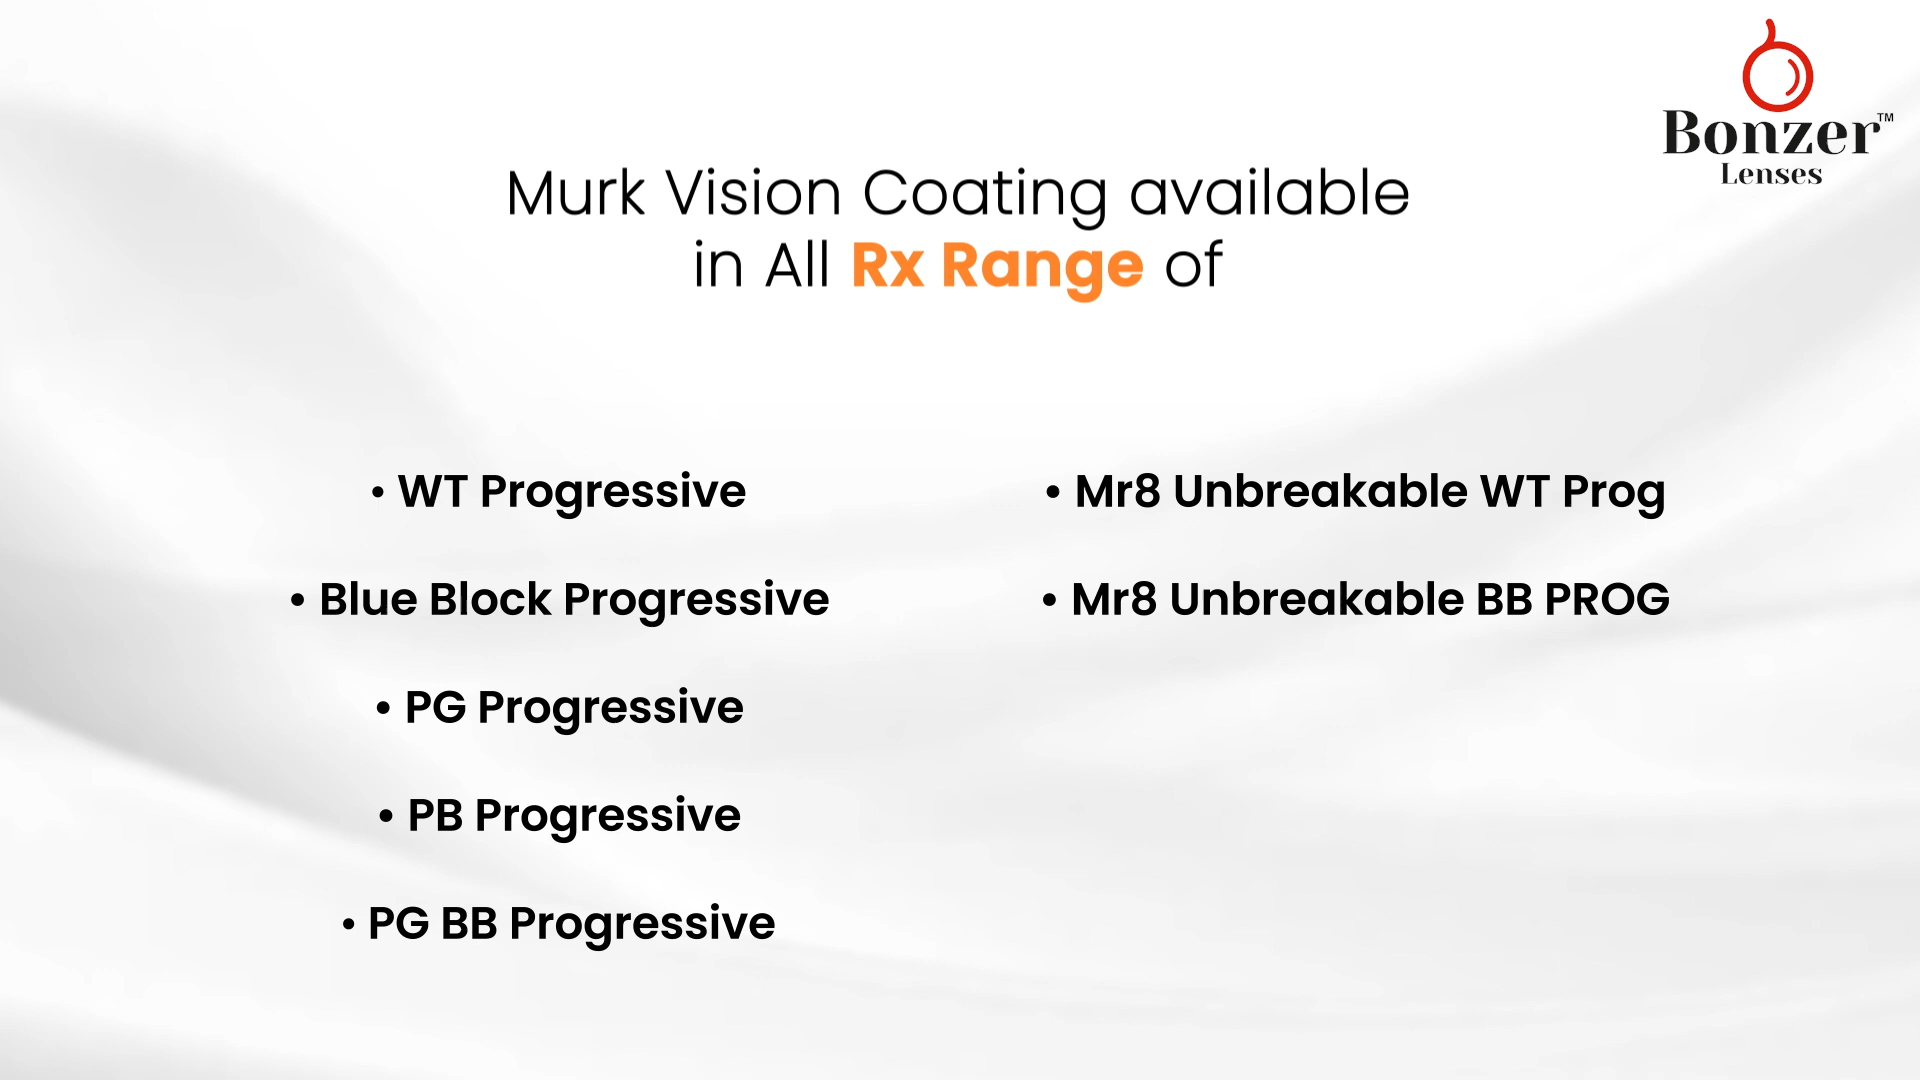 Bonzer™
Lenses
Murk Vision Coating available
in All Rx Range of
• WT Progressive
• Blue Block Progressive
• PG Progressive
• PB Progressive
• PG BB Progressive
• Mr8 Unbreakable WT Prog
• Mr8 Unbreakable BB PROG